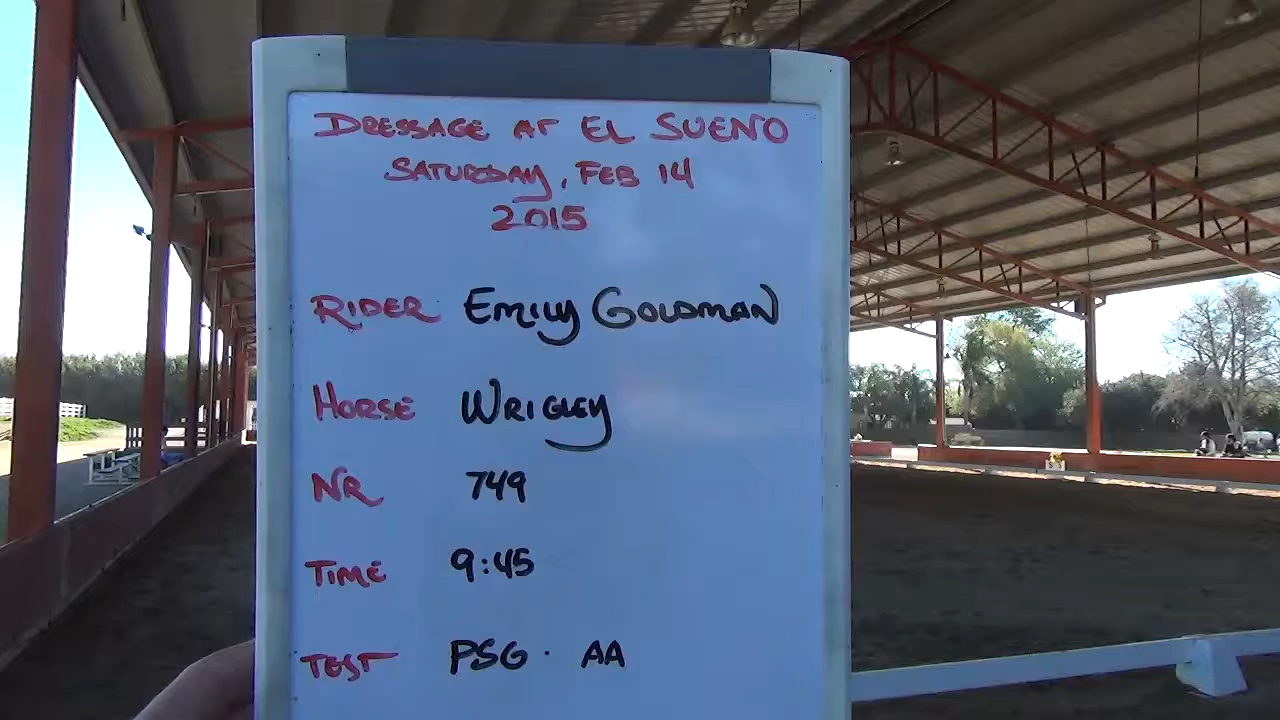 DRESSAGE AT EL SUENO
SATURDAY, FEB 14
2015
RIDER EMILY GOLDMAN
HORSE WRIGLEY
NR 749
TIME 9:45
TEST PSG · AA